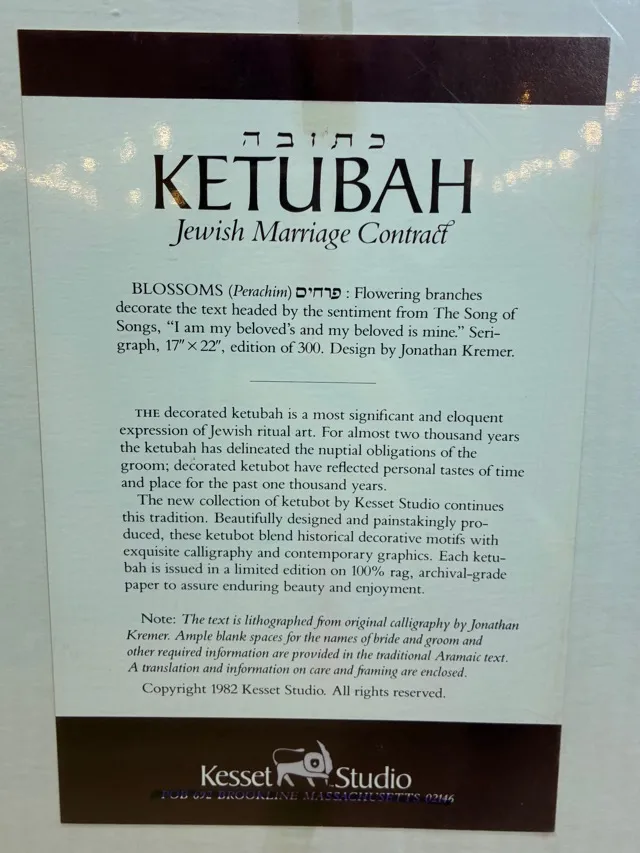 כתובה
KETUBAH
Jewish Marriage Contract
BLOSSOMS (Perachim) פרחים : Flowering branches
decorate the text headed by the sentiment from The Song of
Songs, “I am my beloved’s and my beloved is mine.” Seri-
graph, 17″ × 22″, edition of 300. Design by Jonathan Kremer.
THE decorated ketubah is a most significant and eloquent
expression of Jewish ritual art. For almost two thousand years
the ketubah has delineated the nuptial obligations of the
groom; decorated ketubot have reflected personal tastes of time
and place for the past one thousand years.
The new collection of ketubot by Kesset Studio continues
this tradition. Beautifully designed and painstakingly pro-
duced, these ketubot blend historical decorative motifs with
exquisite calligraphy and contemporary graphics. Each ketu-
bah is issued in a limited edition on 100% rag, archival-grade
paper to assure enduring beauty and enjoyment.
Note: The text is lithographed from original calligraphy by Jonathan
Kremer. Ample blank spaces for the names of bride and groom and
other required information are provided in the traditional Aramaic text.
A translation and information on care and framing are enclosed.
Copyright 1982 Kesset Studio. All rights reserved.
Kesset Studio
POB BROOKLINE MASSACHUSETTS 02146